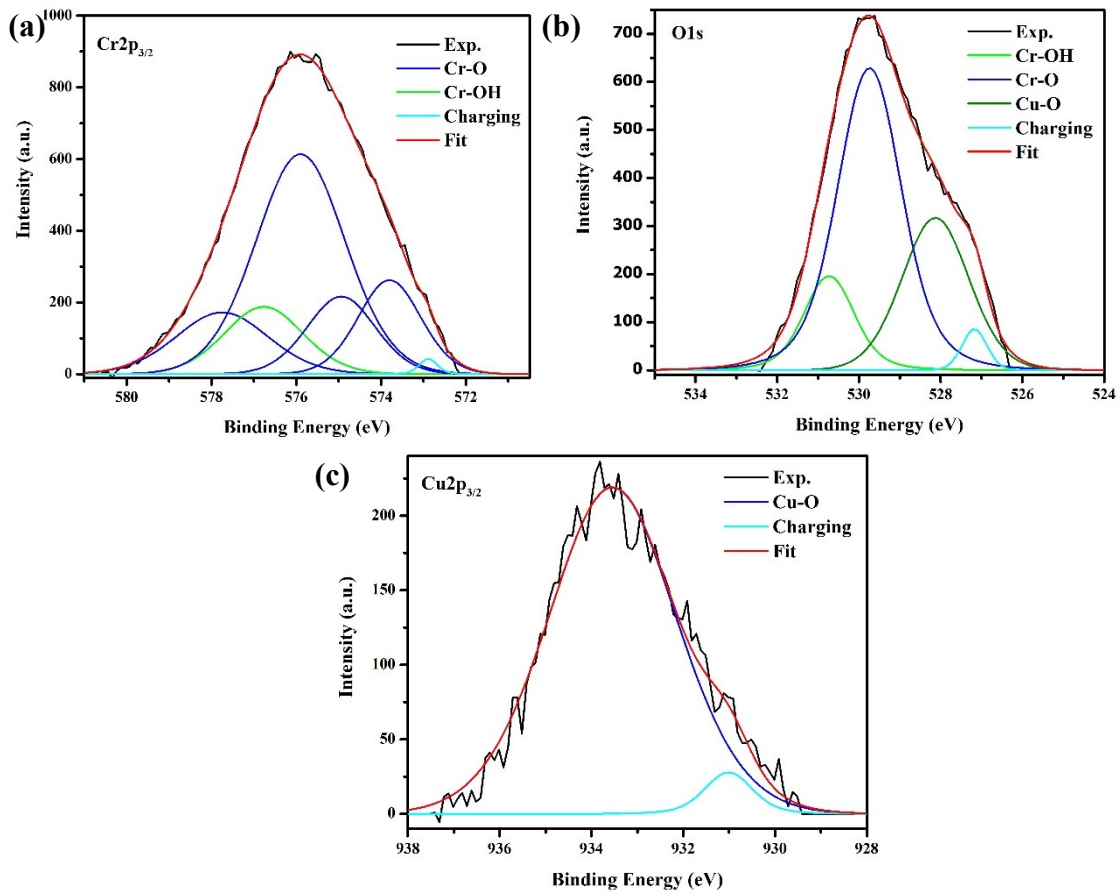 (a)
Cr2p3/2
Exp.
Cr-O
Cr-OH
Charging
Fit
1000
800
600
400
200
0
580
578
576
574
572
Intensity (a.u.)
Binding Energy (eV)
(b)
O1s
Exp.
Cr-OH
Cr-O
Cu-O
Charging
Fit
700
600
500
400
300
200
100
0
534
532
530
528
526
524
Intensity (a.u.)
Binding Energy (eV)
(c)
Cu2p3/2
Exp.
Cu-O
Charging
Fit
200
150
100
50
0
938
936
934
932
930
928
Intensity (a.u.)
Binding Energy (eV)